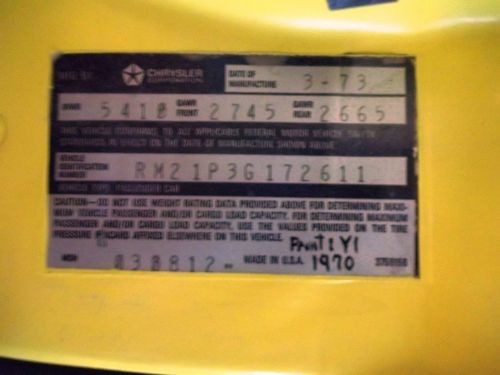 CHRYSLER
CORPORATION
DATE OF
MANUFACTURE 3-73
GVWR 5410 GAWR FRONT 2745 GAWR REAR 2665
THIS VEHICLE CONFORMS TO ALL APPLICABLE FEDERAL MOTOR VEHICLE SAFETY
STANDARDS IN EFFECT ON THE DATE OF MANUFACTURE SHOWN ABOVE.
VEHICLE
IDENTIFICATION
NUMBER RM21P3G172611
VEHICLE TYPE: PASSENGER CAR
CAUTION—DO NOT USE WEIGHT RATING DATA PROVIDED ABOVE FOR DETERMINING MAXI-
MUM VEHICLE PASSENGER AND/OR CARGO LOAD CAPACITY. FOR DETERMINING MAXIMUM
PASSENGER AND/OR CARGO LOAD CAPACITY, USE THE VALUES PROVIDED ON THE TIRE
PRESSURE PLACARD AFFIXED ELSEWHERE ON THIS VEHICLE.
PAINT: Y1
MDH 030812 MADE IN U.S.A. 1970